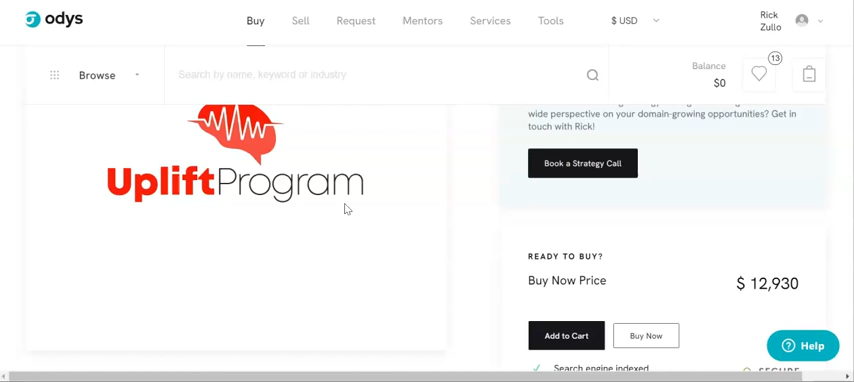 odys
Buy Sell Request Mentors Services Tools $ USD
Rick
Zullo
Browse
Search by name, keyword or industry
Balance
$0
13
UpliftProgram
wide perspective on your domain-growing opportunities? Get in
touch with Rick!
Book a Strategy Call
READY TO BUY?
Buy Now Price $ 12,930
Add to Cart Buy Now
Search engine indexed
SECURE
Help